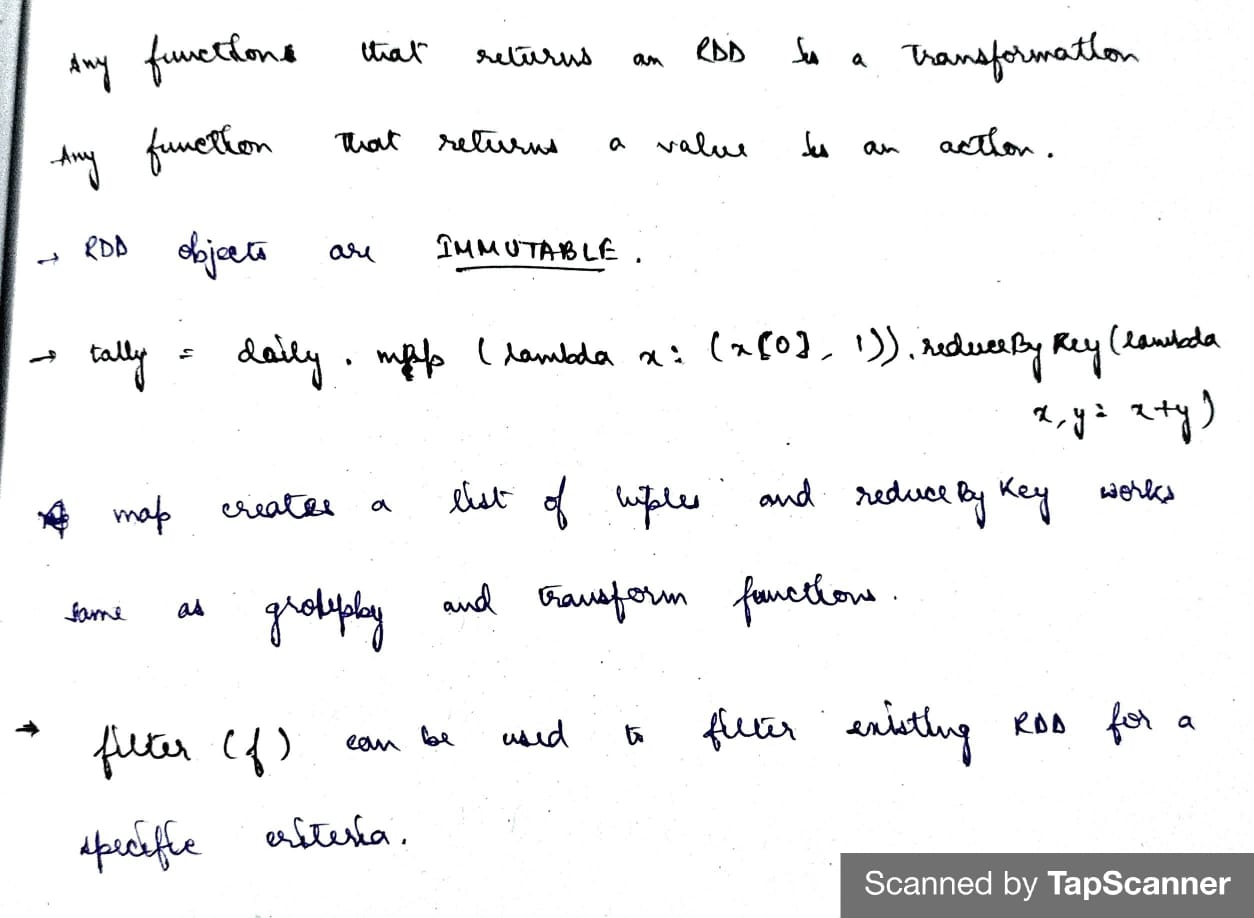 Any functions that returns an RDD is a Transformation
Any function that returns a value is an action.
→ RDD objects are IMMUTABLE.
→ tally = daily.map (lambda x: (x[0], 1)).reduceByKey(lambda
x,y: x+y)
map creates a list of tuples and reduceByKey works
same as groupby and transform functions.
→ filter (f) can be used to filter existing RDD for a
specific criteria.
Scanned by TapScanner